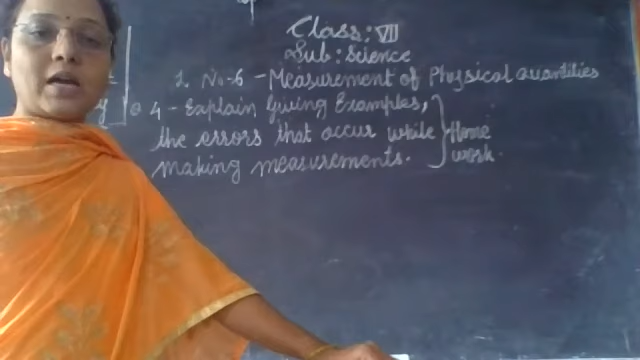 Class: VII
Sub: Science
L. No-6 - Measurement of Physical Quantities
Q 4 - Explain Giving Examples,
the errors that occur while
making measurements.
Home
work.